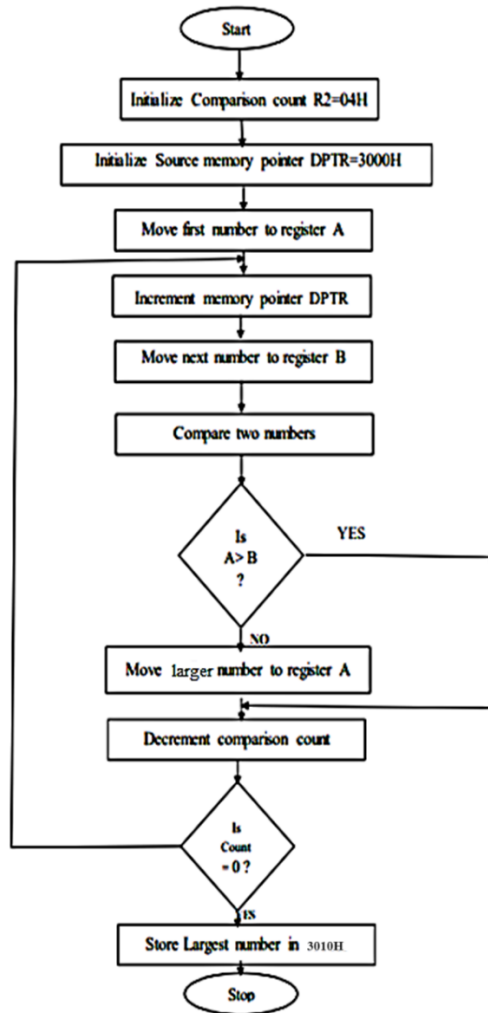 Start
Initialize Comparison count R2=04H
Initialize Source memory pointer DPTR=3000H
Move first number to register A
Increment memory pointer DPTR
Move next number to register B
Compare two numbers
Is
A> B
?
YES
NO
Move larger number to register A
Decrement comparison count
Is
Count
= 0 ?
ES
Store Largest number in 3010H
Stop